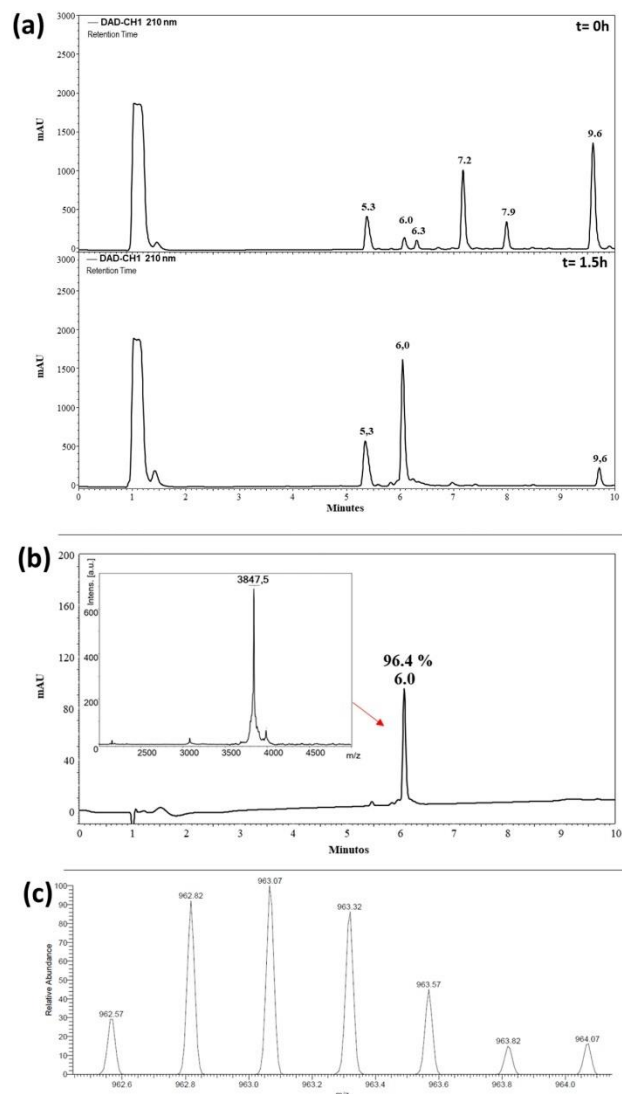 (a)
— DAD-CH1 210 nm
Retention Time
t= 0h
3000
2500
2000
1500
1000
500
0
mAU
5.3
6.0
6.3
7.2
7.9
9.6
— DAD-CH1 210 nm
Retention Time
t= 1.5h
3000
2500
2000
1500
1000
500
0
mAU
5,3
6,0
9,6
0 1 2 3 4 5 6 7 8 9 10
Minutes
(b)
200
160
120
80
40
0
mAU
Intens. [a.u.]
600
400
200
0
3847,5
2500 3000 3500 4000 4500 m/z
96.4 %
6.0
0 1 2 3 4 5 6 7 8 9 10
Minutos
(c)
100
90
80
70
60
50
40
30
20
10
0
Relative Abundance
962.57
962.82
963.07
963.32
963.57
963.82
964.07
962.6 962.8 963.0 963.2 963.4 963.6 963.8 964.0